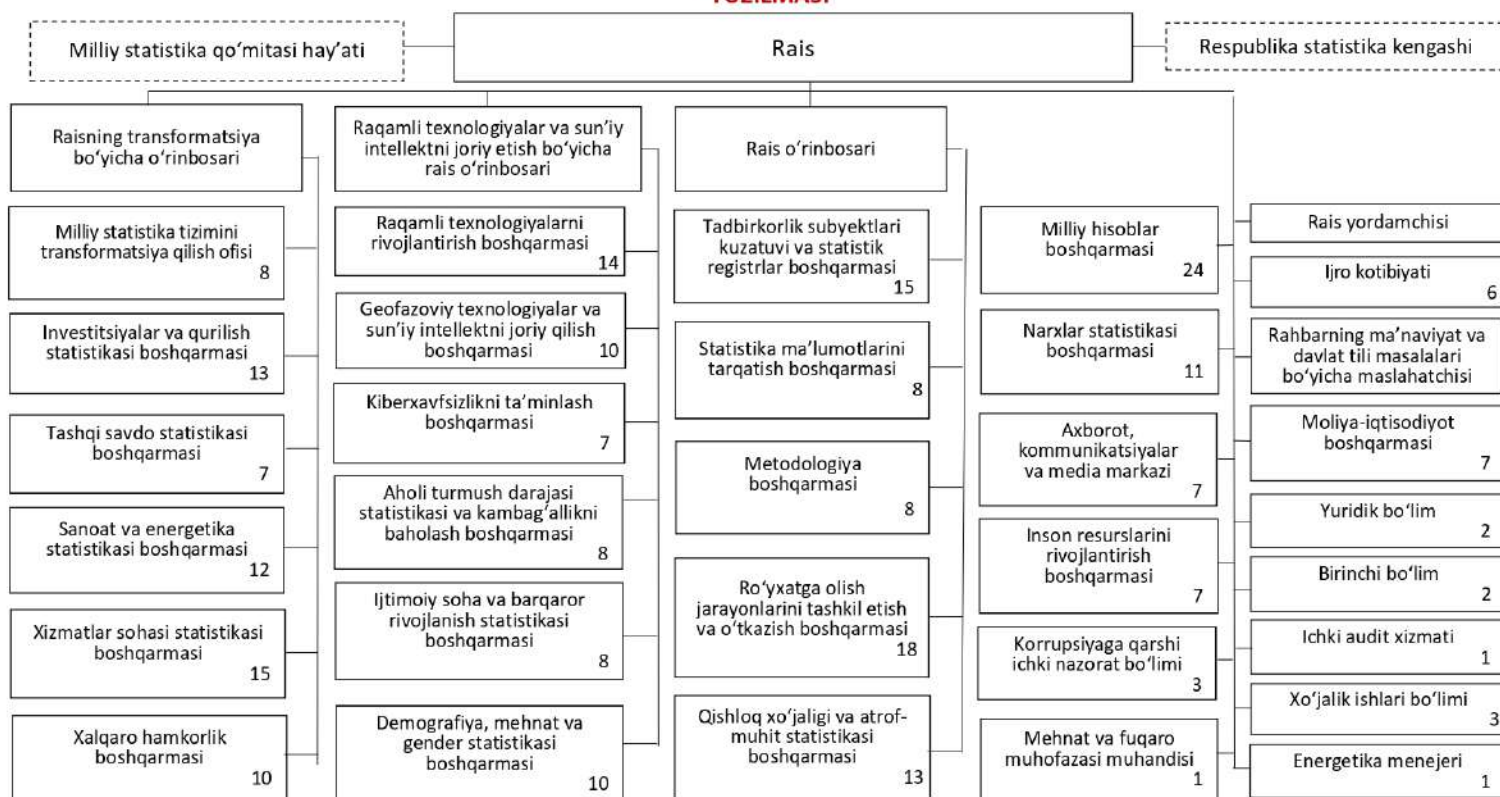 TUZILMASI
Milliy statistika qo‘mitasi hay’ati
Rais
Respublika statistika kengashi
Raisning transformatsiya
bo‘yicha o‘rinbosari
Raqamli texnologiyalar va sun’iy
intellektni joriy etish bo‘yicha
rais o‘rinbosari
Rais o‘rinbosari
Milliy statistika tizimini
transformatsiya qilish ofisi
8
Investitsiyalar va qurilish
statistikasi boshqarmasi
13
Tashqi savdo statistikasi
boshqarmasi
7
Sanoat va energetika
statistikasi boshqarmasi
12
Xizmatlar sohasi statistikasi
boshqarmasi
15
Xalqaro hamkorlik
boshqarmasi
10
Raqamli texnologiyalarni
rivojlantirish boshqarmasi
14
Geofazoviy texnologiyalar va
sun’iy intellektni joriy qilish
boshqarmasi
10
Kiberxavfsizlikni ta’minlash
boshqarmasi
7
Aholi turmush darajasi
statistikasi va kambag‘allikni
baholash boshqarmasi
8
Ijtimoiy soha va barqaror
rivojlanish statistikasi
boshqarmasi
8
Demografiya, mehnat va
gender statistikasi
boshqarmasi
10
Tadbirkorlik subyektlari
kuzatuvi va statistik
registrlar boshqarmasi
15
Statistika ma’lumotlarini
tarqatish boshqarmasi
8
Metodologiya
boshqarmasi
8
Ro‘yxatga olish
jarayonlarini tashkil etish
va o‘tkazish boshqarmasi
18
Qishloq xo‘jaligi va atrof-
muhit statistikasi
boshqarmasi
13
Milliy hisoblar
boshqarmasi
24
Narxlar statistikasi
boshqarmasi
11
Axborot,
kommunikatsiyalar
va media markazi
7
Inson resurslarini
rivojlantirish
boshqarmasi
7
Korrupsiyaga qarshi
ichki nazorat bo‘limi
3
Mehnat va fuqaro
muhofazasi muhandisi
1
Rais yordamchisi
Ijro kotibiyati
6
Rahbarning ma’naviyat va
davlat tili masalalari
bo‘yicha maslahatchisi
Moliya-iqtisodiyot
boshqarmasi
7
Yuridik bo‘lim
2
Birinchi bo‘lim
2
Ichki audit xizmati
1
Xo‘jalik ishlari bo‘limi
3
Energetika menejeri
1